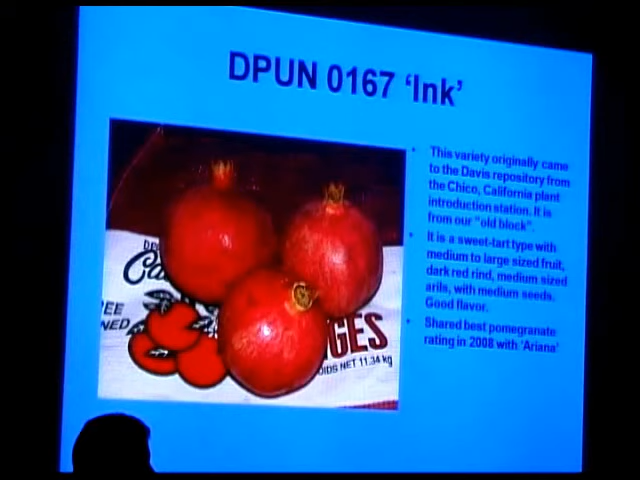 DPUN 0167 ‘Ink’
• This variety originally came
to the Davis repository from
the Chico, California plant
introduction station. It is
from our "old block".
• It is a sweet-tart type with
medium to large sized fruit,
dark red rind, medium sized
arils, with medium seeds.
Good flavor.
• Shared best pomegranate
rating in 2008 with ‘Ariana’
GES
OIDS NET 11.34 kg